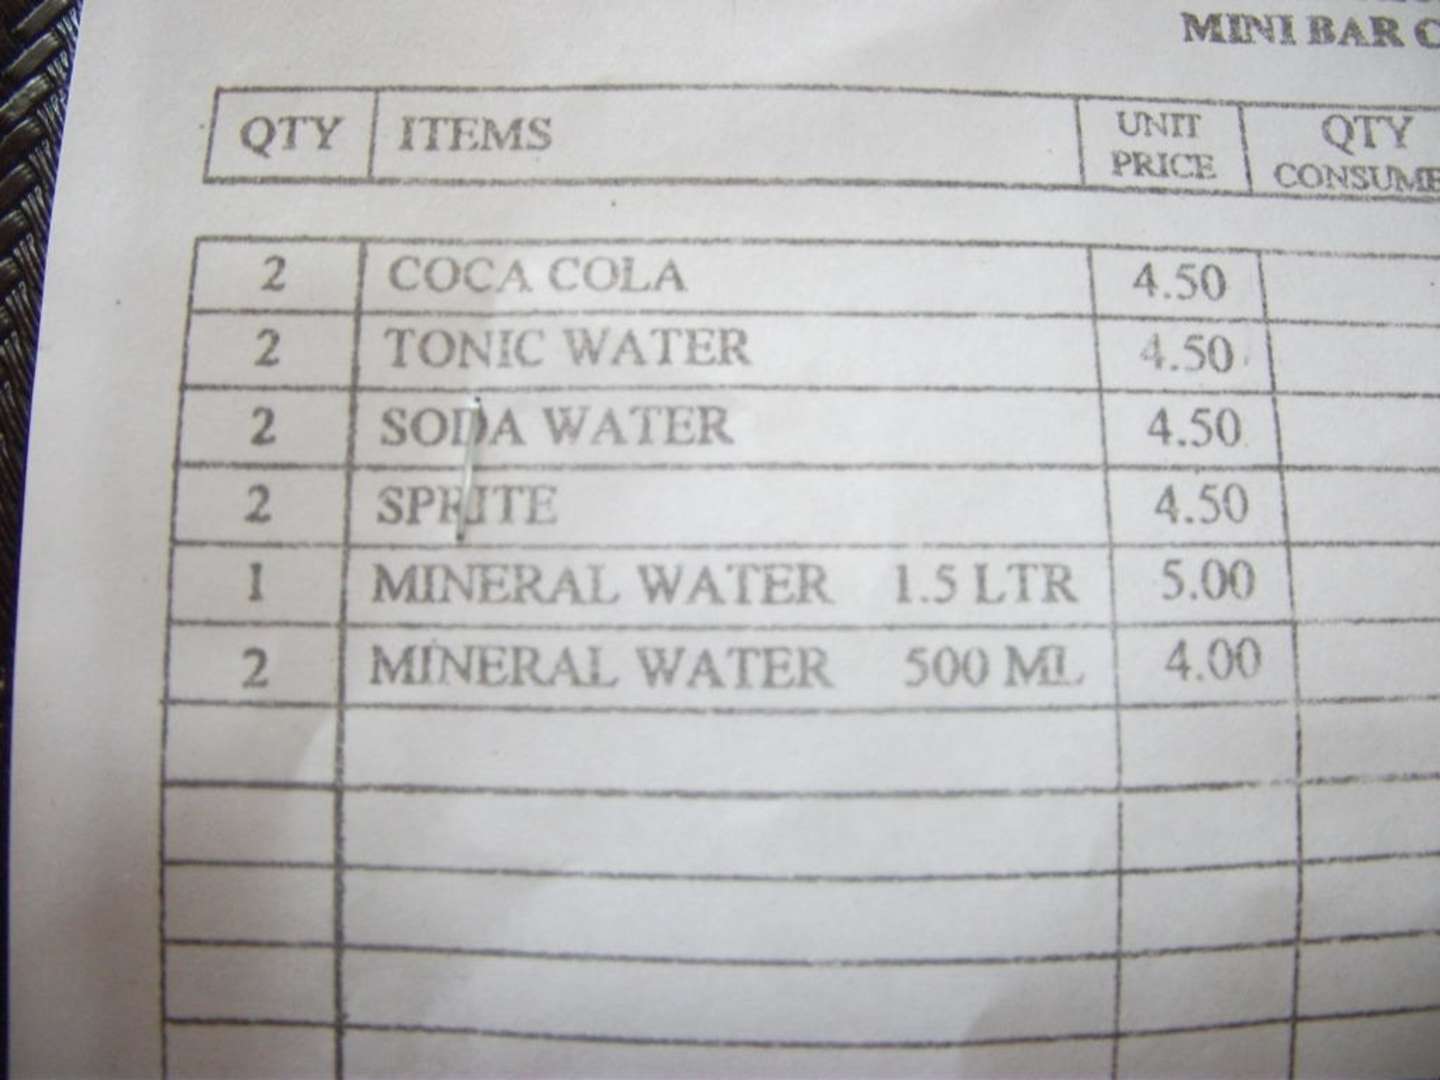 MINI BAR
QTY ITEMS UNIT PRICE QTY CONSUME
2 COCA COLA 4.50
2 TONIC WATER 4.50
2 SODA WATER 4.50
2 SPRITE 4.50
1 MINERAL WATER 1.5 LTR 5.00
2 MINERAL WATER 500 ML 4.00